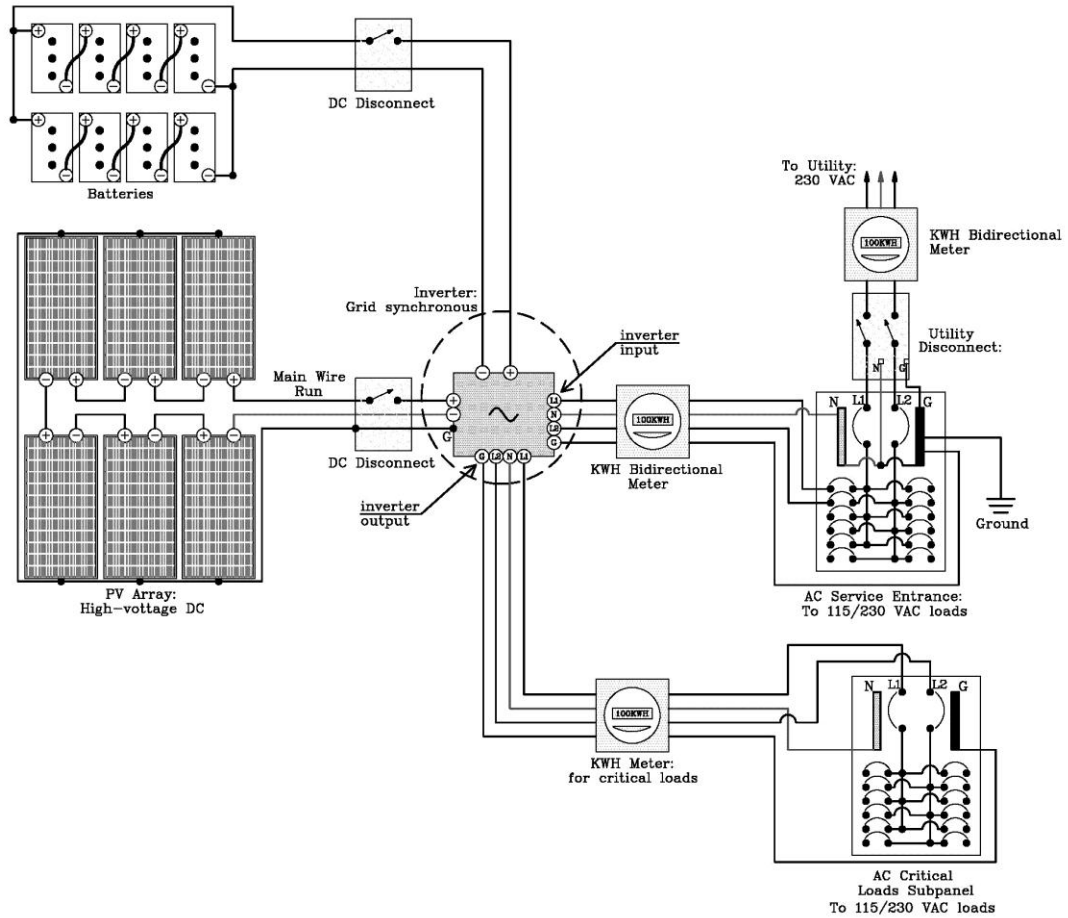 DC Disconnect
Batteries
To Utility:
230 VAC
100KWH
KWH Bidirectional
Meter
Inverter:
Grid synchronous
inverter
input
Utility
Disconnect:
N
G
Main Wire
Run
N
L1
L2
G
L1
N
L2
G
100KWH
KWH Bidirectional
Meter
G
DC Disconnect
G
L2
N
L1
inverter
output
Ground
PV Array:
High-vottage DC
AC Service Entrance:
To 115/230 VAC loads
N
L1
L2
G
100KWH
KWH Meter:
for critical loads
AC Critical
Loads Subpanel
To 115/230 VAC loads